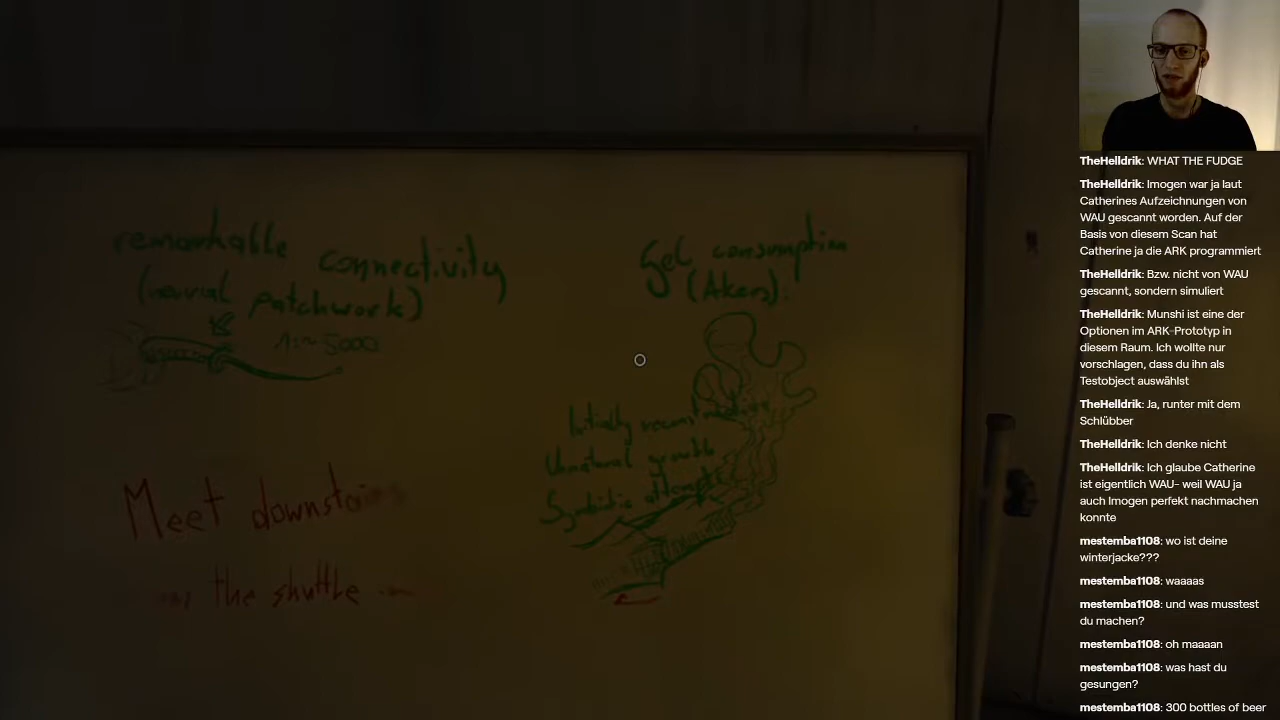 remarkable connectivity
(neural patchwork)
1:~ 5000
Gel consumption
(Akers)
Initially
Unnatural growth
Symbiotic
Meet downstairs
the shuttle
TheHelldrik: WHAT THE FUDGE
TheHelldrik: Imogen war ja laut
Catherines Aufzeichnungen von
WAU gescannt worden. Auf der
Basis von diesem Scan hat
Catherine ja die ARK programmiert
TheHelldrik: Bzw. nicht von WAU
gescannt, sondern simuliert
TheHelldrik: Munshi ist eine der
Optionen im ARK-Prototyp in
diesem Raum. Ich wollte nur
vorschlagen, dass du ihn als
Testobject auswählst
TheHelldrik: Ja, runter mit dem
Schlübber
TheHelldrik: Ich denke nicht
TheHelldrik: Ich glaube Catherine
ist eigentlich WAU- weil WAU ja
auch Imogen perfekt nachmachen
konnte
mestemba1108: wo ist deine
winterjacke???
mestemba1108: waaaas
mestemba1108: und was musstest
du machen?
mestemba1108: oh maaaan
mestemba1108: was hast du
gesungen?
mestemba1108: 300 bottles of beer